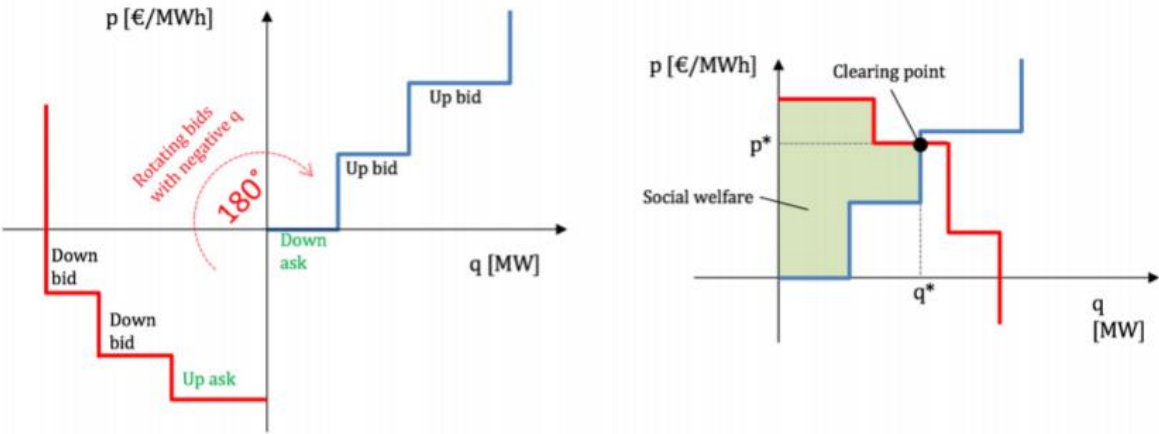 p [€/MWh]
Rotating bids
with negative q
180°
Up bid
Up bid
Down
ask
q [MW]
Down
bid
Down
bid
Up ask
p [€/MWh]
Clearing point
p*
Social welfare
q*
q
[MW]